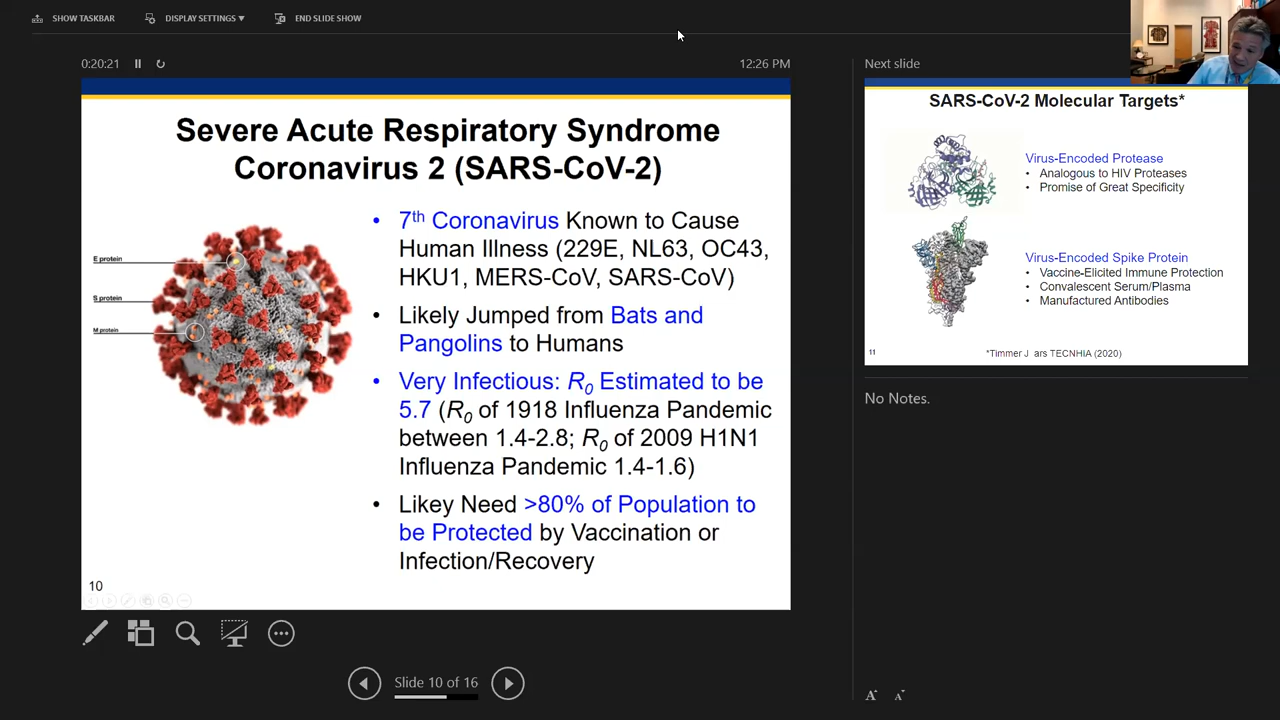 SHOW TASKBAR
DISPLAY SETTINGS ▼
END SLIDE SHOW
0:20:21
12:26 PM
Severe Acute Respiratory Syndrome
Coronavirus 2 (SARS-CoV-2)
E protein
S protein
M protein
• 7th Coronavirus Known to Cause
Human Illness (229E, NL63, OC43,
HKU1, MERS-CoV, SARS-CoV)
• Likely Jumped from Bats and
Pangolins to Humans
• Very Infectious: R0 Estimated to be
5.7 (R0 of 1918 Influenza Pandemic
between 1.4-2.8; R0 of 2009 H1N1
Influenza Pandemic 1.4-1.6)
• Likey Need >80% of Population to
be Protected by Vaccination or
Infection/Recovery
10
Slide 10 of 16
Next slide
SARS-CoV-2 Molecular Targets*
Virus-Encoded Protease
• Analogous to HIV Proteases
• Promise of Great Specificity
Virus-Encoded Spike Protein
• Vaccine-Elicited Immune Protection
• Convalescent Serum/Plasma
• Manufactured Antibodies
11
*Timmer J ars TECNHIA (2020)
No Notes.
A A